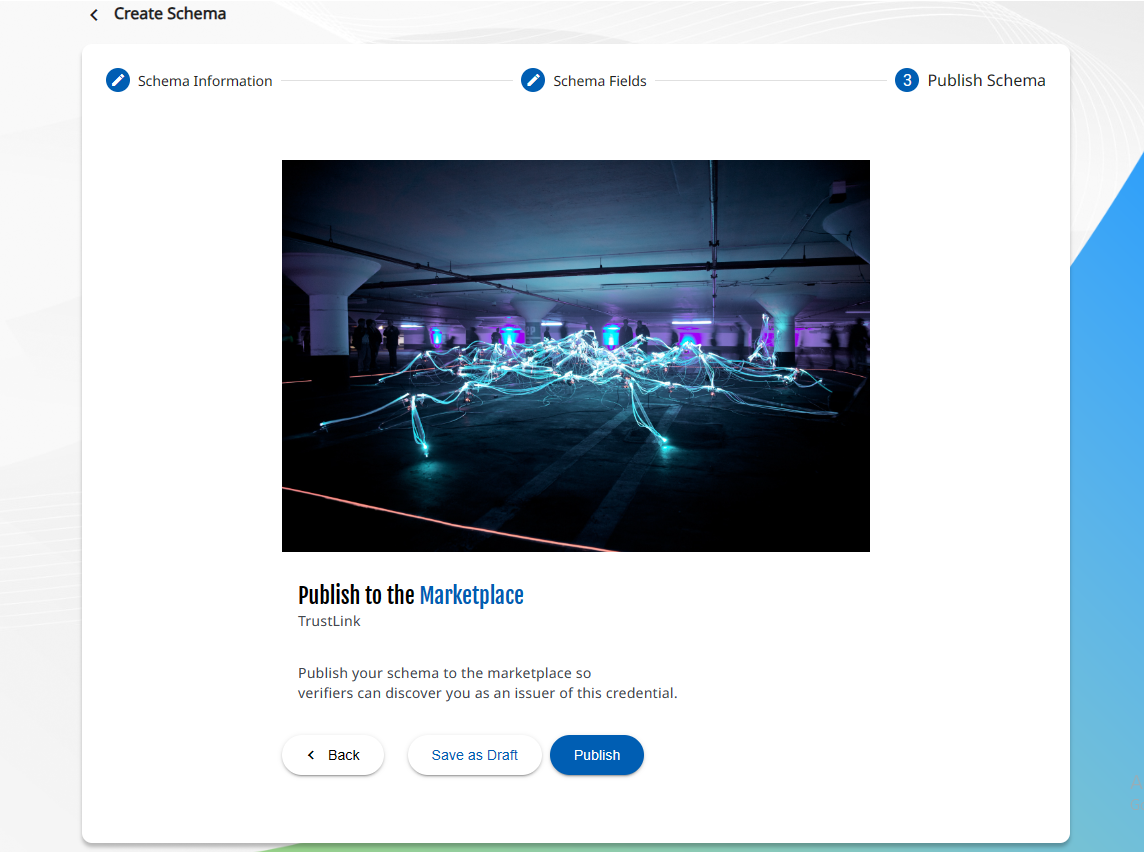 Create Schema
Schema Information
Schema Fields
3 Publish Schema
Publish to the Marketplace
TrustLink
Publish your schema to the marketplace so
verifiers can discover you as an issuer of this credential.
Back
Save as Draft
Publish